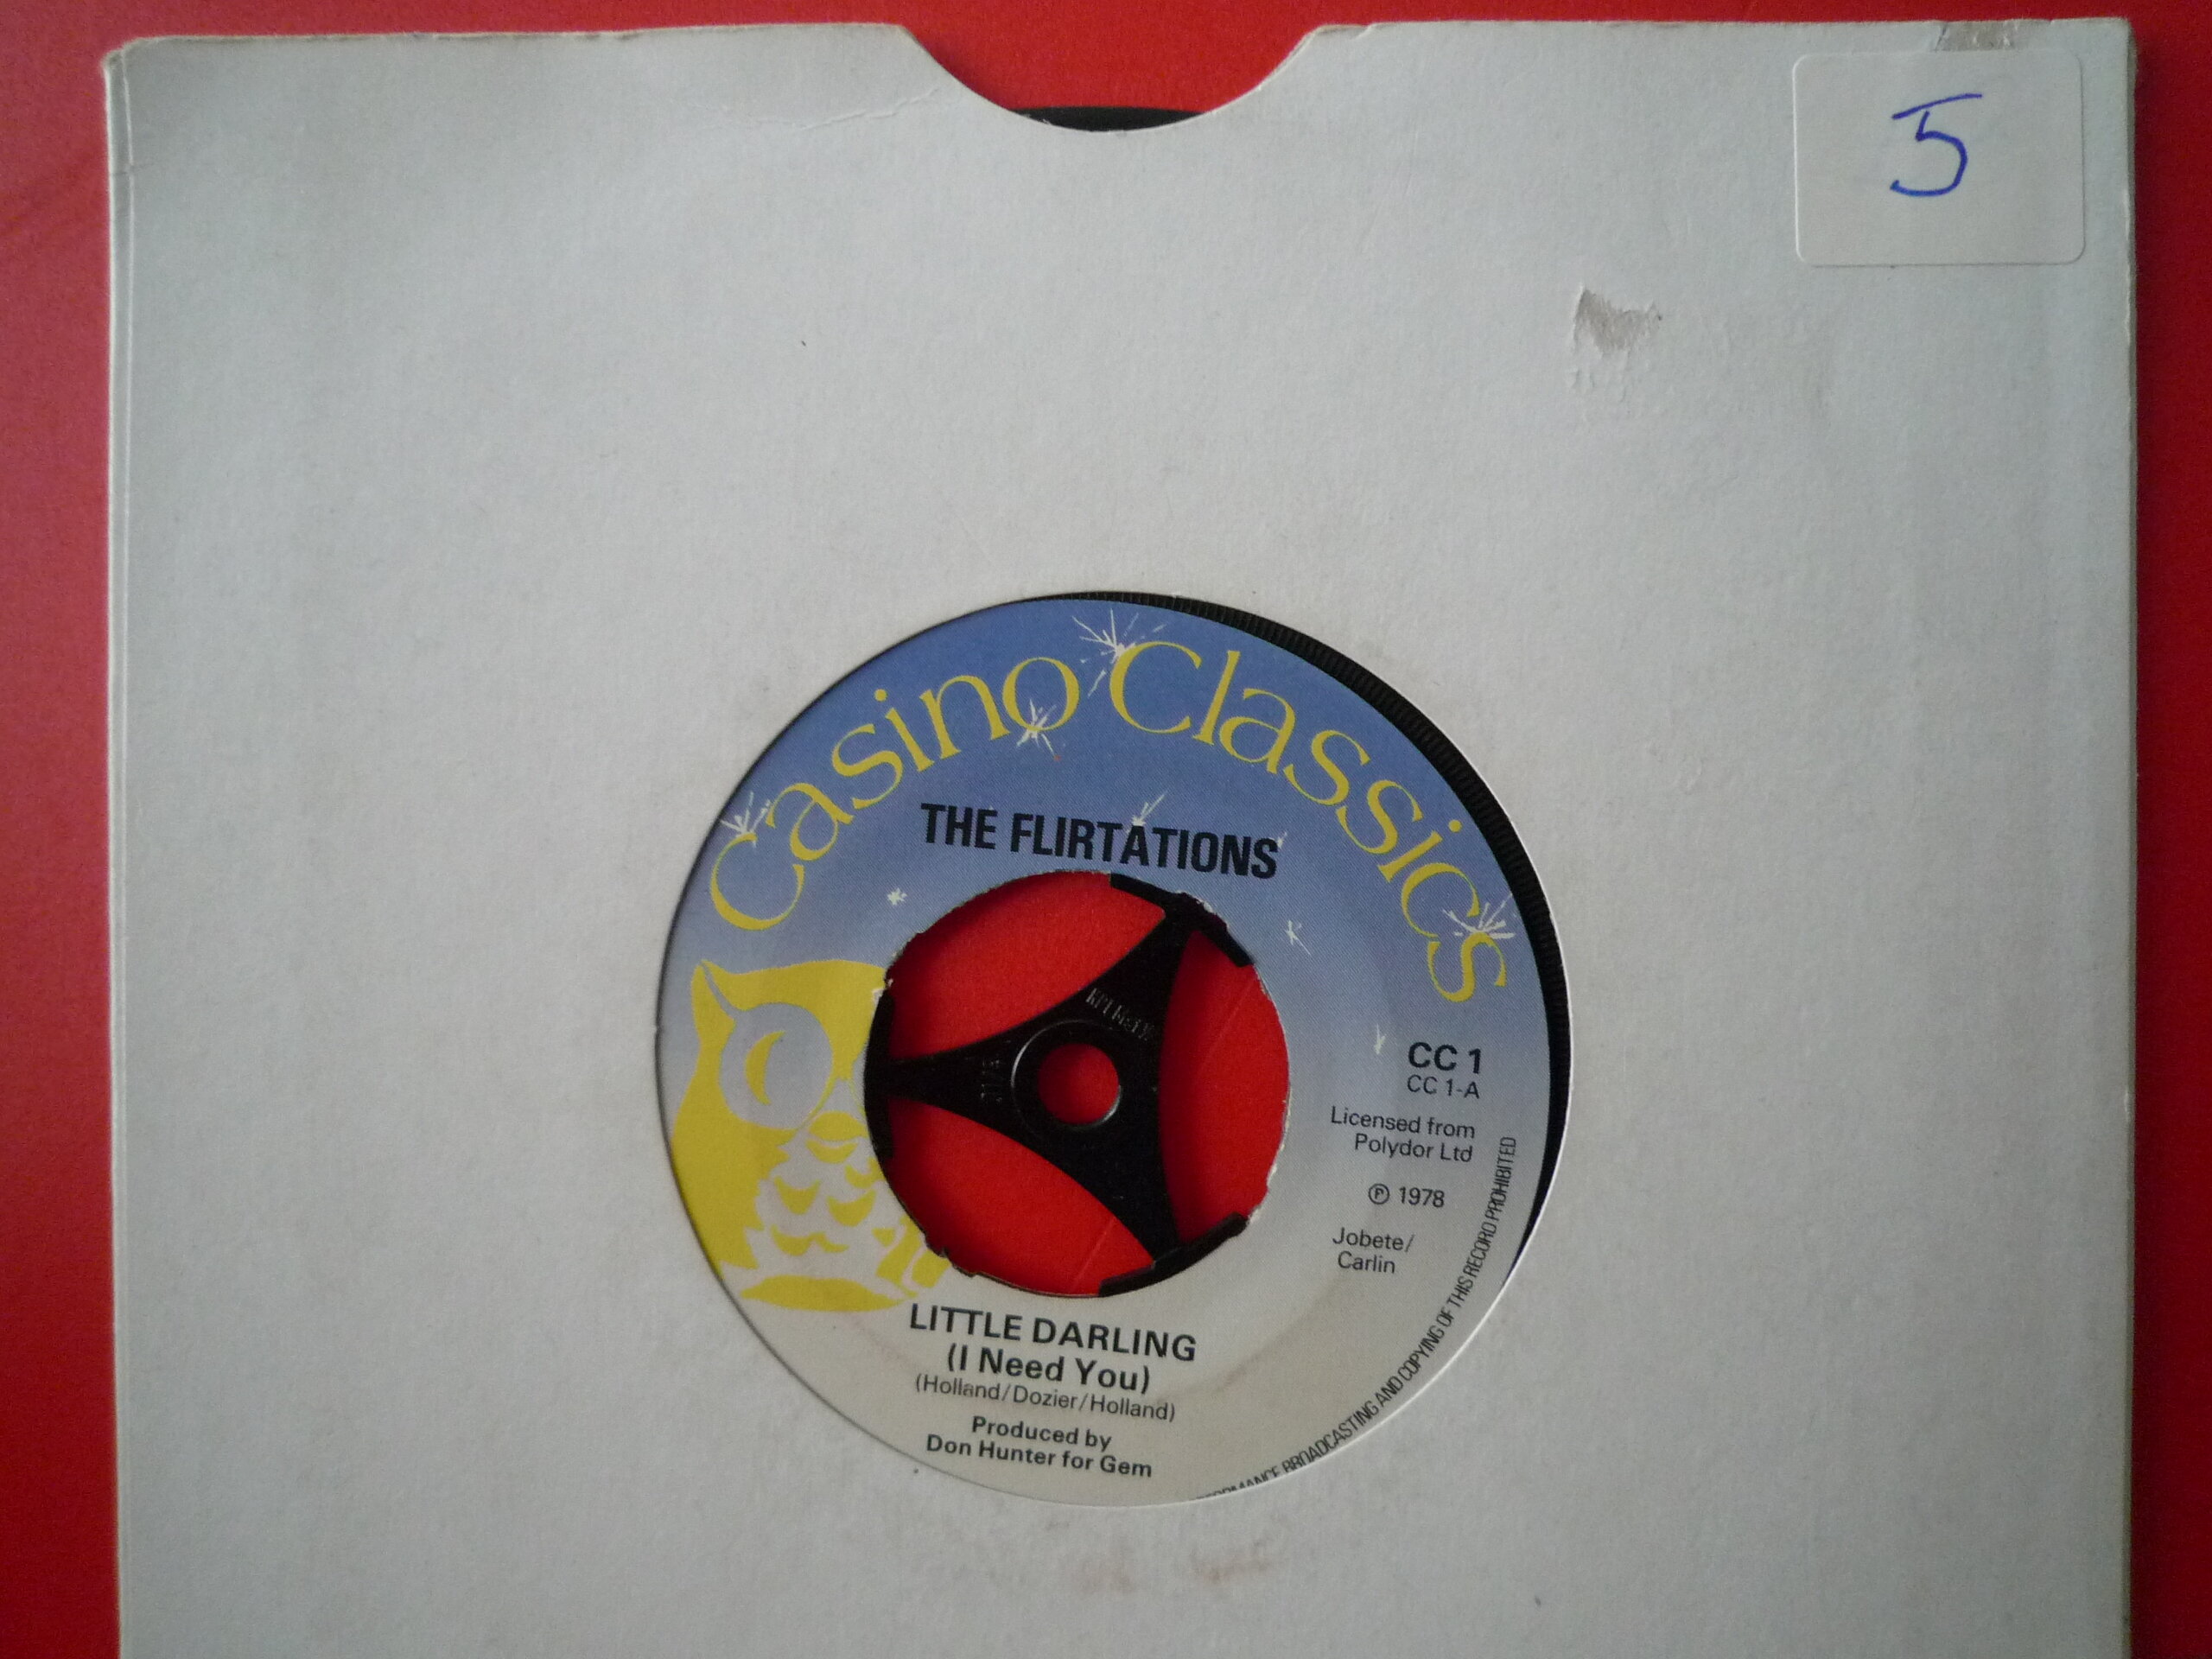 5
Casino Classics
THE FLIRTATIONS
CC 1
CC 1-A
Licensed from
Polydor Ltd
℗ 1978
Jobete/
Carlin
LITTLE DARLING
(I Need You)
(Holland/Dozier/Holland)
Produced by
Don Hunter for Gem
BROADCASTING AND COPYING OF THIS RECORD PROHIBITED